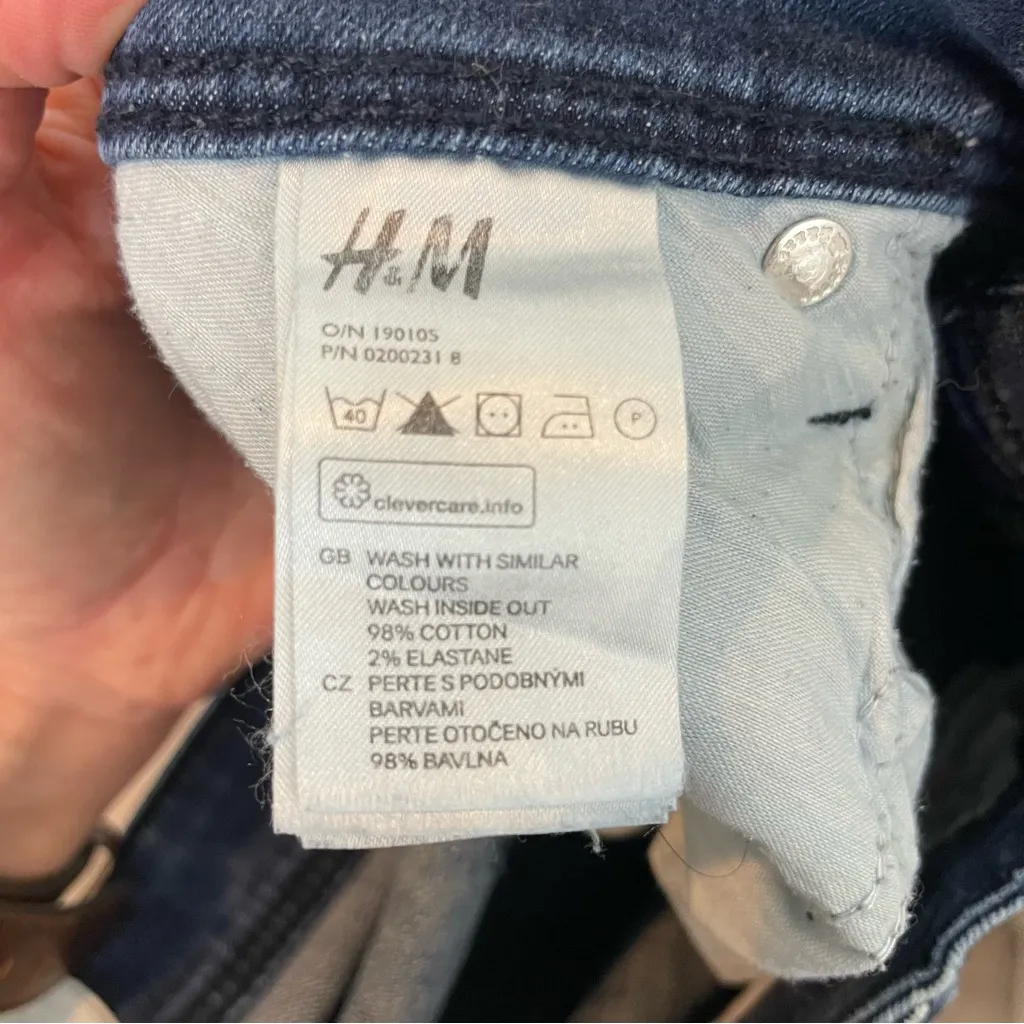 H&M
O/N 190105
P/N 0200231 8
40 P
clevercare.info
GB WASH WITH SIMILAR
COLOURS
WASH INSIDE OUT
98% COTTON
2% ELASTANE
CZ PERTE S PODOBNÝMI
BARVAMI
PERTE OTOČENO NA RUBU
98% BAVLNA